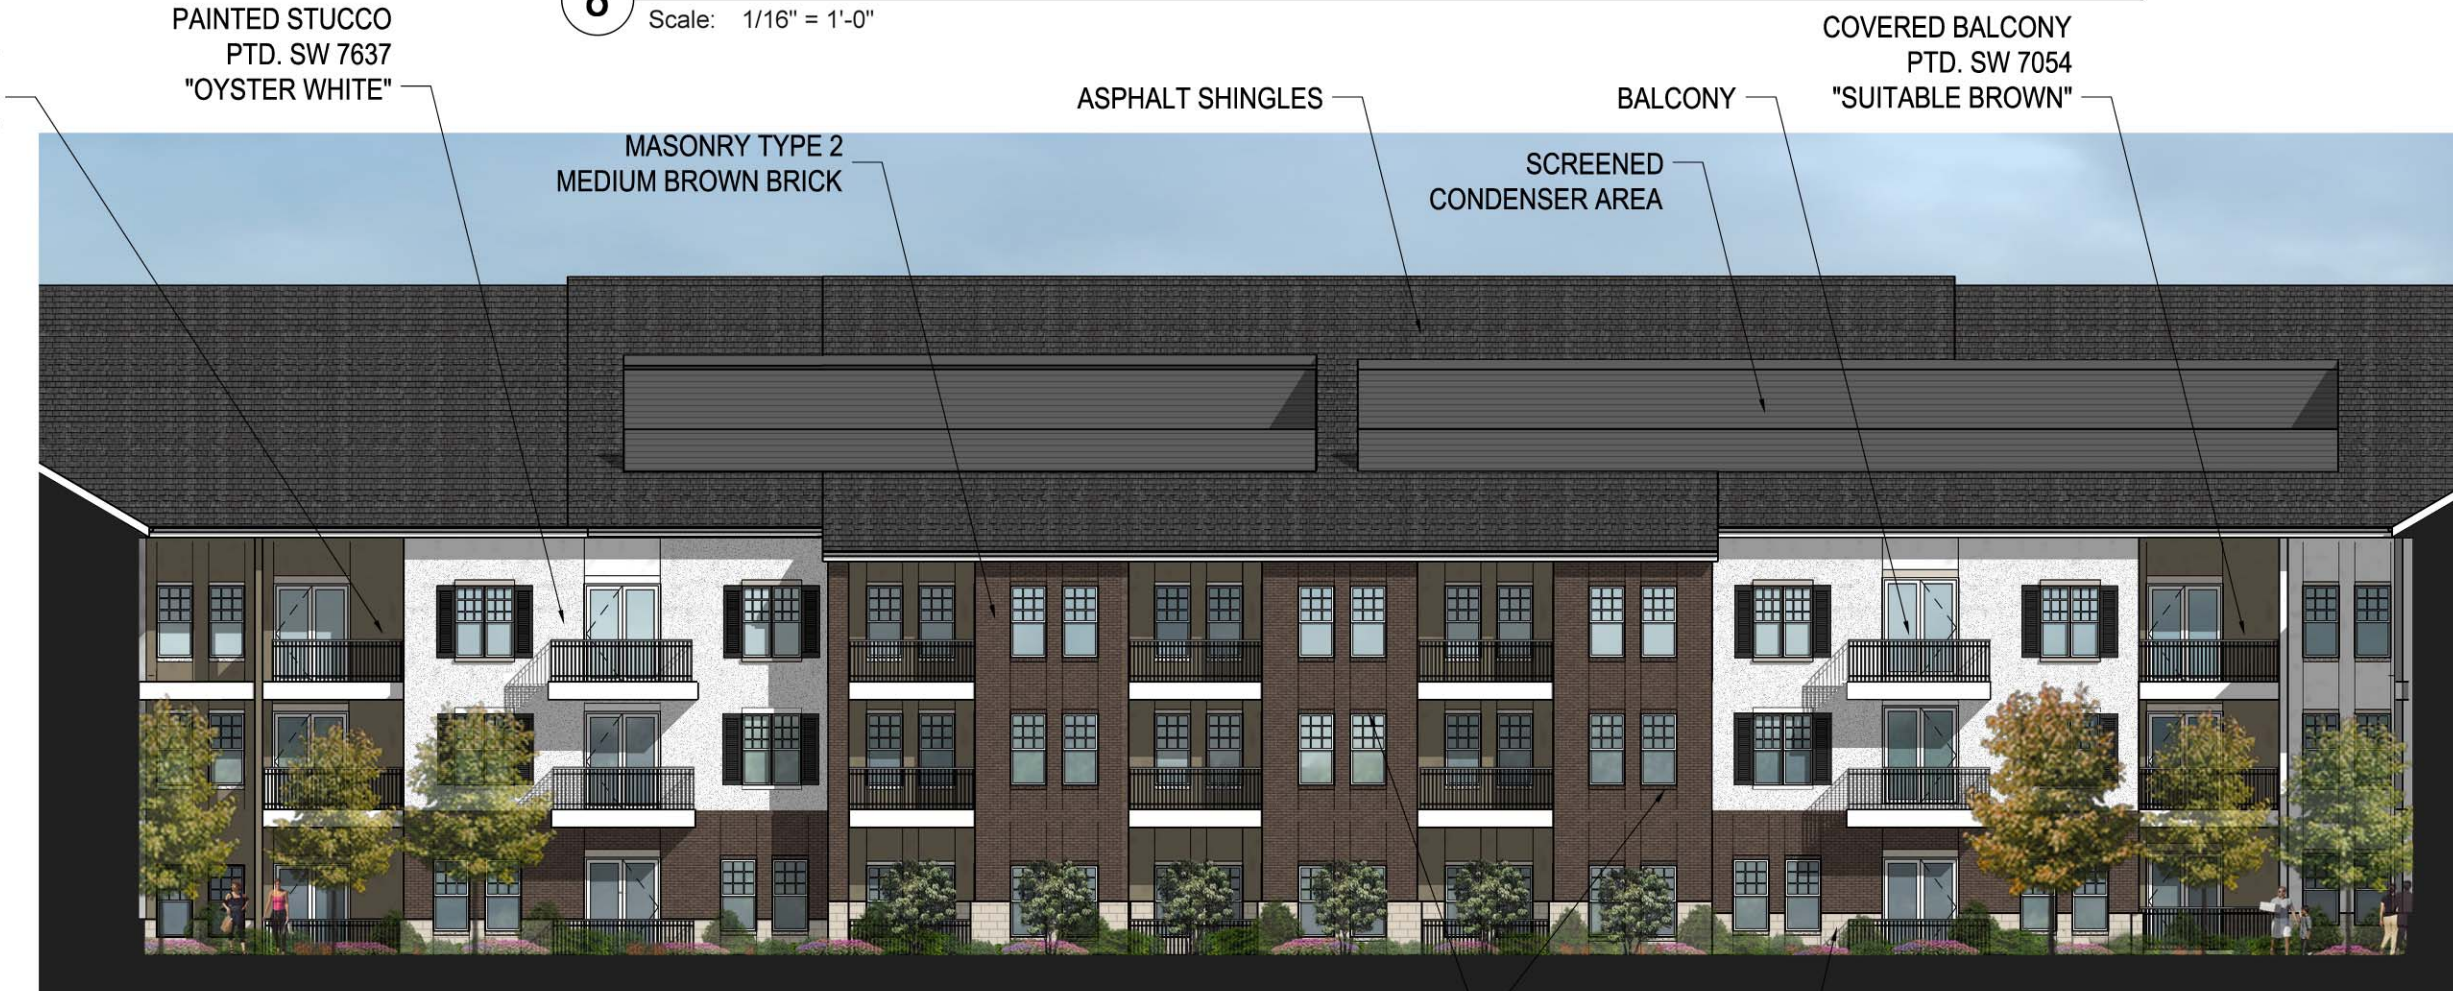 8
Scale: 1/16" = 1'-0"
PAINTED STUCCO
PTD. SW 7637
"OYSTER WHITE"
MASONRY TYPE 2
MEDIUM BROWN BRICK
ASPHALT SHINGLES
SCREENED
CONDENSER AREA
BALCONY
COVERED BALCONY
PTD. SW 7054
"SUITABLE BROWN"